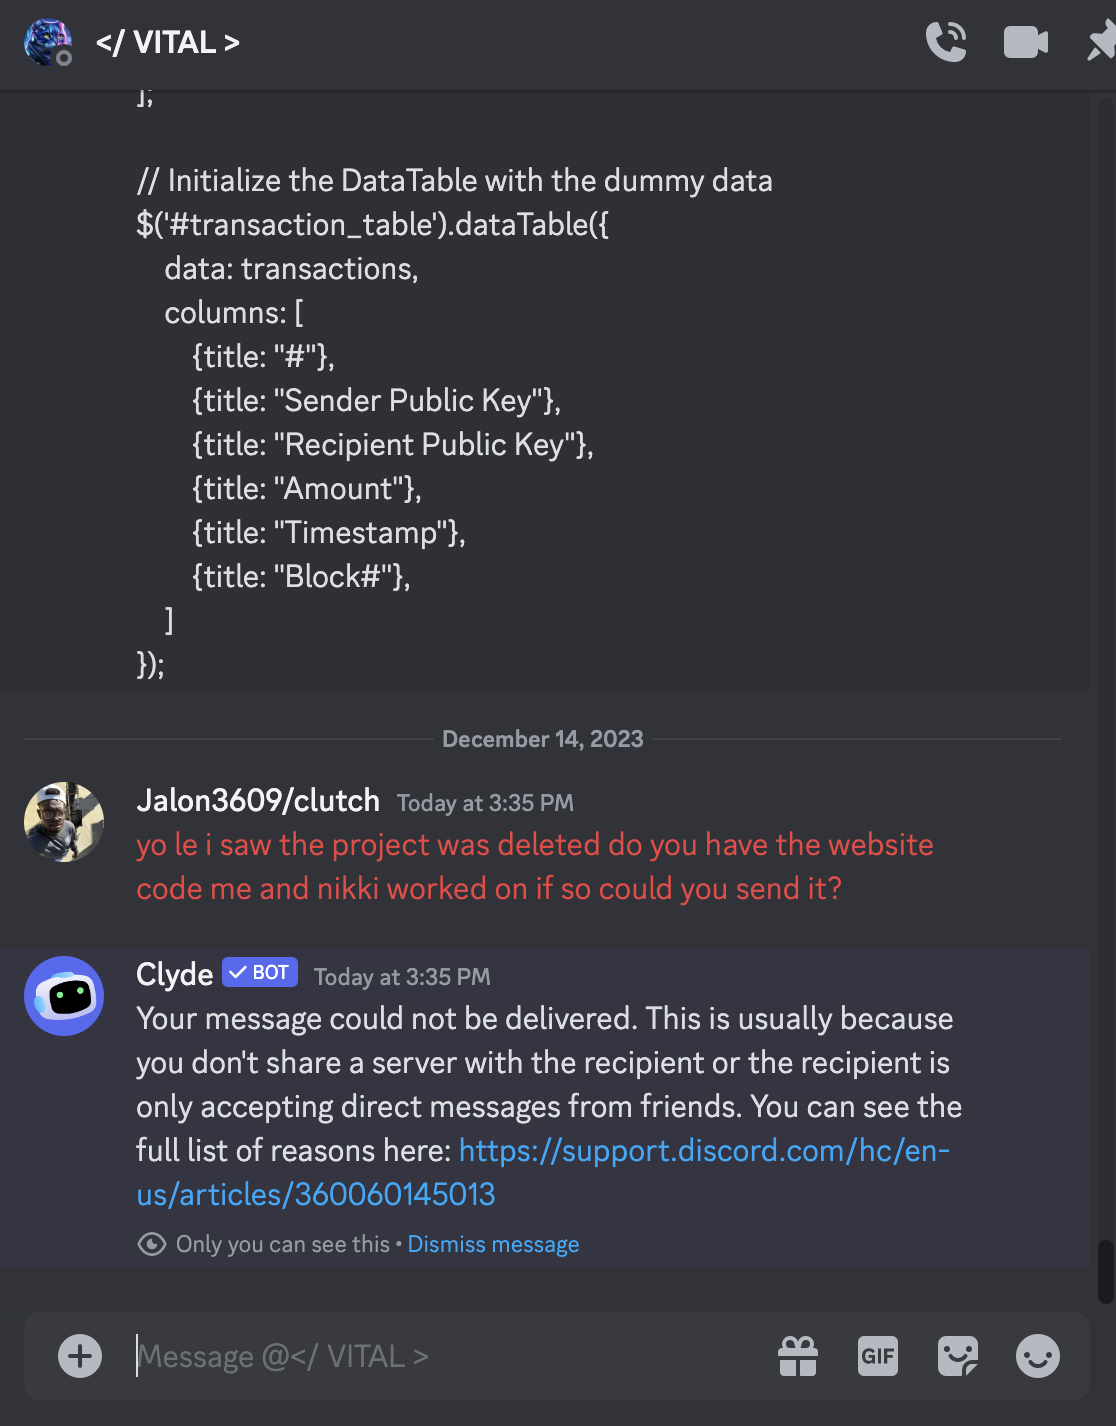 </ VITAL >
];
// Initialize the DataTable with the dummy data
$('#transaction_table').dataTable({
data: transactions,
columns: [
{title: "#"},
{title: "Sender Public Key"},
{title: "Recipient Public Key"},
{title: "Amount"},
{title: "Timestamp"},
{title: "Block#"},
]
});
December 14, 2023
Jalon3609/clutch Today at 3:35 PM
yo le i saw the project was deleted do you have the website
code me and nikki worked on if so could you send it?
Clyde BOT Today at 3:35 PM
Your message could not be delivered. This is usually because
you don't share a server with the recipient or the recipient is
only accepting direct messages from friends. You can see the
full list of reasons here: https://support.discord.com/hc/en-
us/articles/360060145013
Only you can see this • Dismiss message
Message @</ VITAL >
GIF